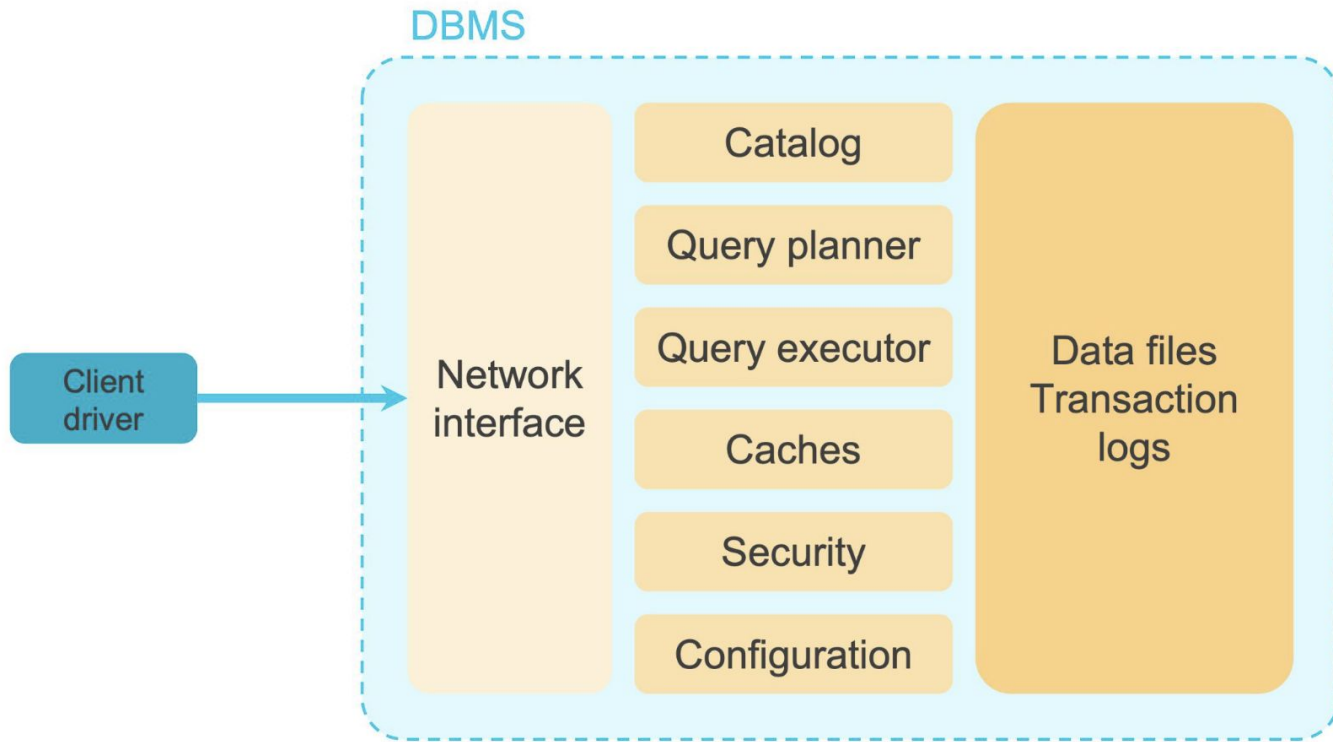 DBMS
Client
driver
Network
interface
Catalog
Query planner
Query executor
Caches
Security
Configuration
Data files
Transaction
logs